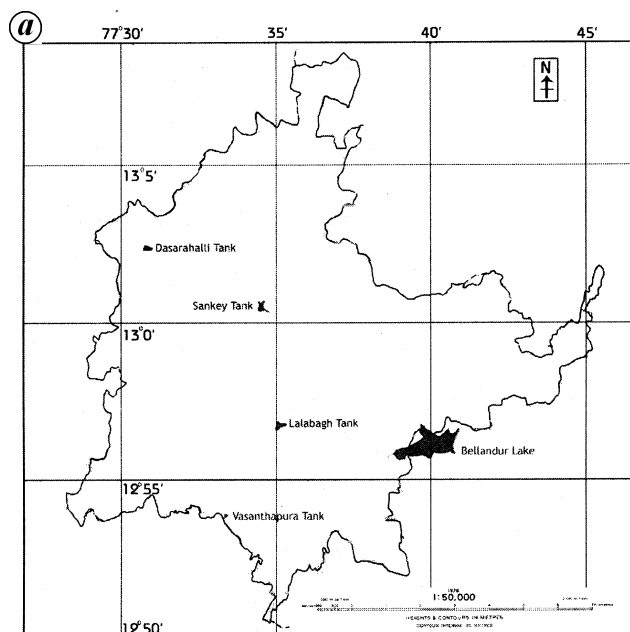 a
77°30' 35' 40' 45'
N
13°5'
Dasarahalli Tank
Sankey Tank
13°0'
Lalabagh Tank
Bellandur Lake
12°55'
Vasanthapura Tank
1978
1:50,000
HEIGHTS & CONTOURS IN METRES
12°50'